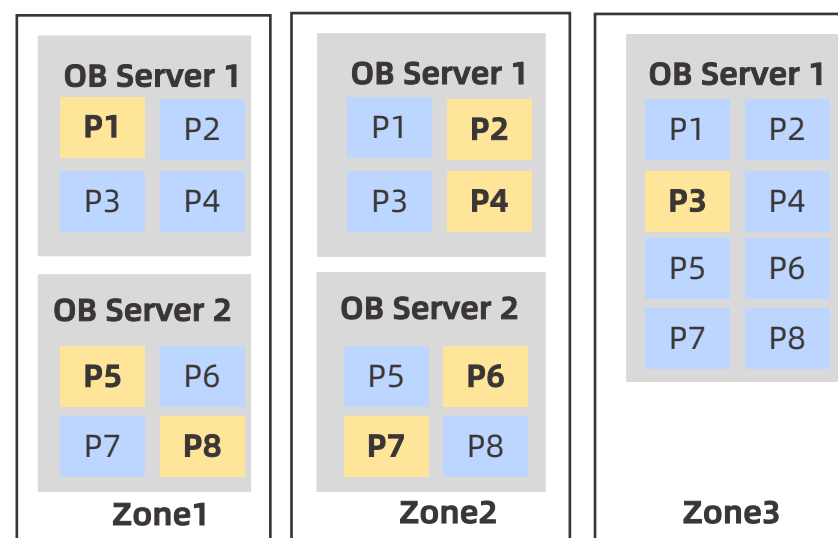 OB Server 1
P1 P2
P3 P4
OB Server 2
P5 P6
P7 P8
Zone1
OB Server 1
P1 P2
P3 P4
OB Server 2
P5 P6
P7 P8
Zone2
OB Server 1
P1 P2
P3 P4
P5 P6
P7 P8
Zone3